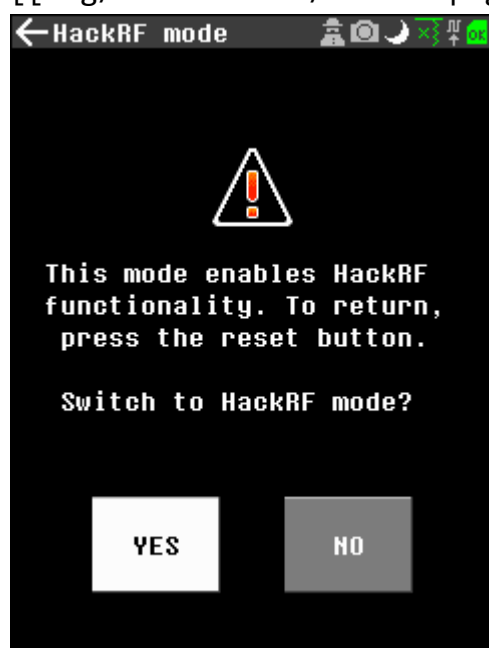 HackRF mode
OK
This mode enables HackRF
functionality. To return,
press the reset button.
Switch to HackRF mode?
YES
NO